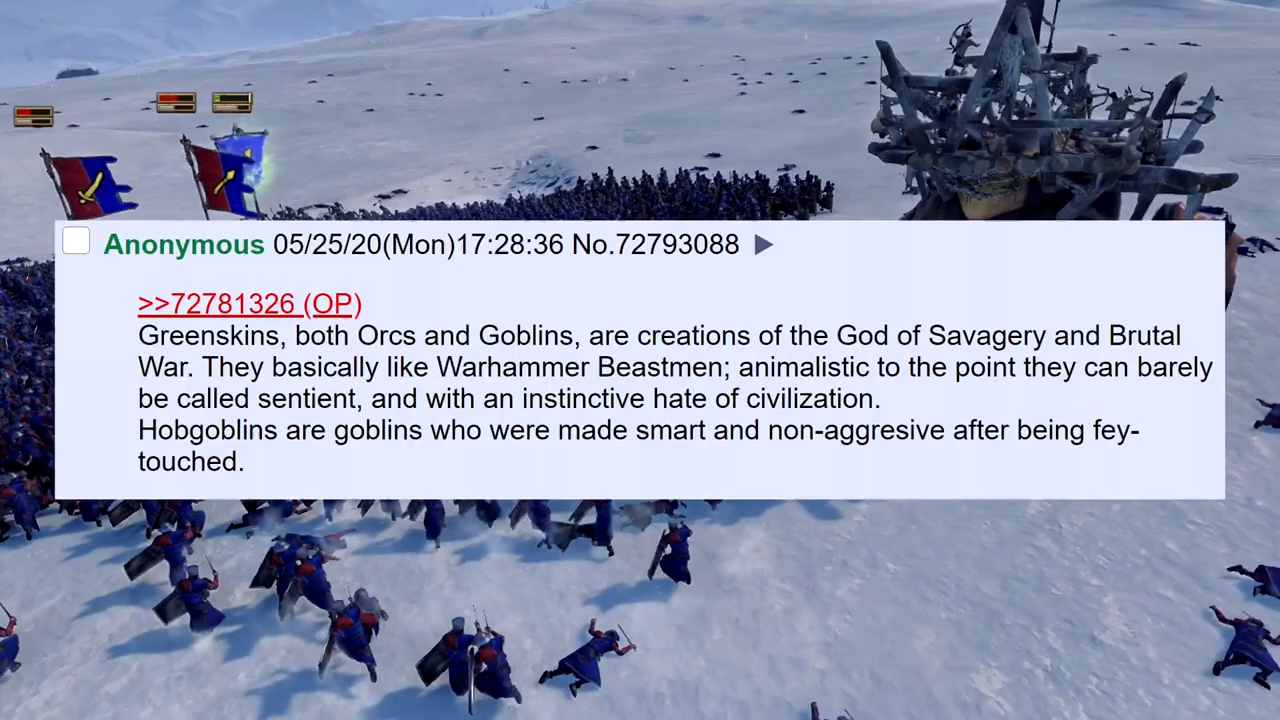 Anonymous 05/25/20(Mon)17:28:36 No.72793088
>>72781326 (OP)
Greenskins, both Orcs and Goblins, are creations of the God of Savagery and Brutal
War. They basically like Warhammer Beastmen; animalistic to the point they can barely
be called sentient, and with an instinctive hate of civilization.
Hobgoblins are goblins who were made smart and non-aggresive after being fey-
touched.